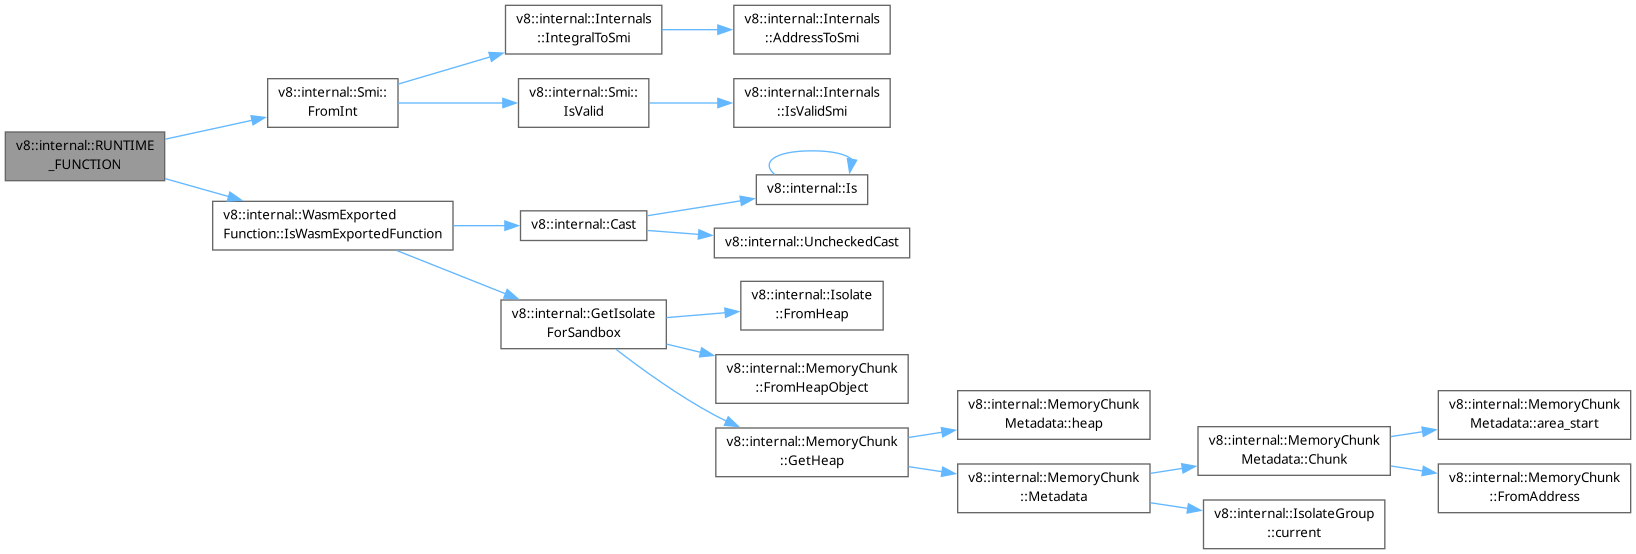 v8::internal::RUNTIME
_FUNCTION
v8::internal::Smi::
FromInt
v8::internal::Internals
::IntegralToSmi
v8::internal::Internals
::AddressToSmi
v8::internal::Smi::
IsValid
v8::internal::Internals
::IsValidSmi
v8::internal::WasmExported
Function::IsWasmExportedFunction
v8::internal::Cast
v8::internal::Is
v8::internal::UncheckedCast
v8::internal::GetIsolate
ForSandbox
v8::internal::Isolate
::FromHeap
v8::internal::MemoryChunk
::FromHeapObject
v8::internal::MemoryChunk
::GetHeap
v8::internal::MemoryChunk
Metadata::heap
v8::internal::MemoryChunk
::Metadata
v8::internal::MemoryChunk
Metadata::Chunk
v8::internal::MemoryChunk
Metadata::area_start
v8::internal::MemoryChunk
::FromAddress
v8::internal::IsolateGroup
::current